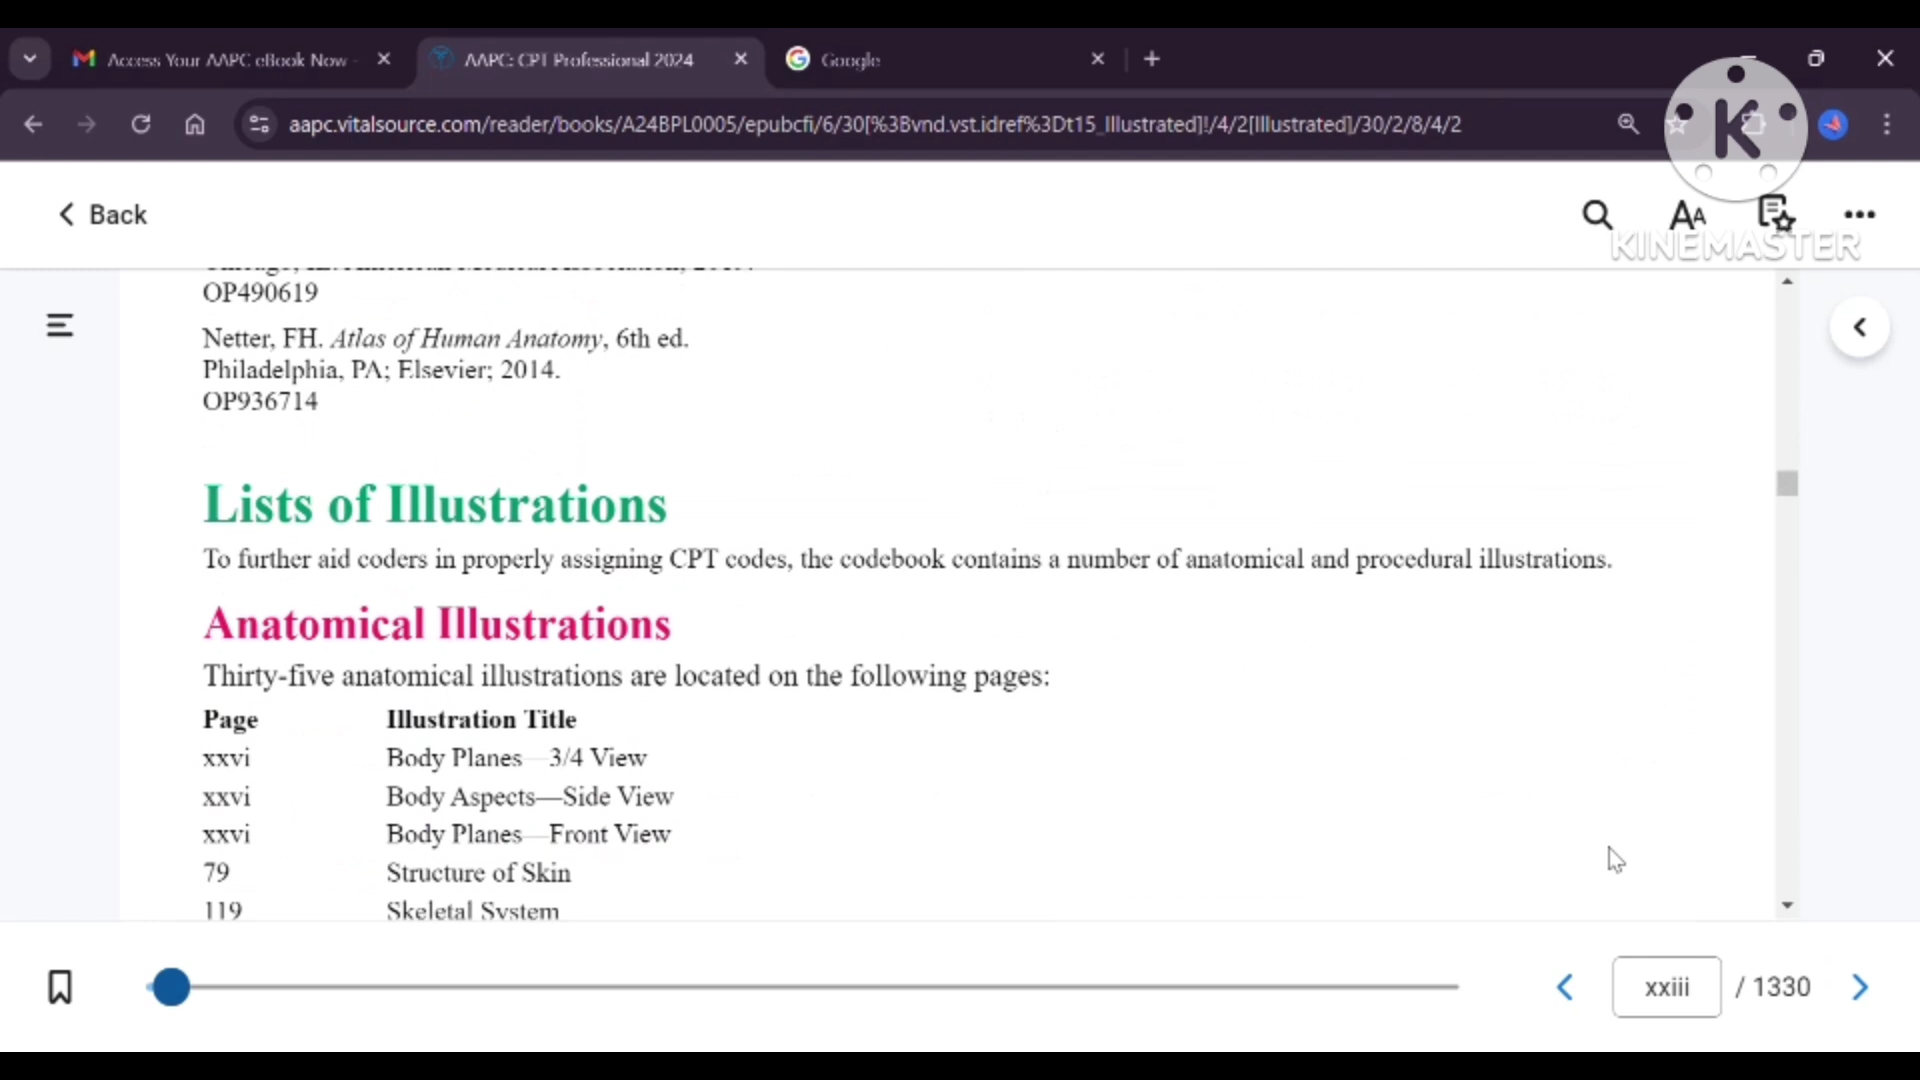 Access Your AAPC eBook Now -
AAPC: CPT Professional 2024
Google
aapc.vitalsource.com/reader/books/A24BPL0005/epubcfi/6/30[%3Bvnd.vst.idref%3Dt15_Illustrated]!/4/2[Illustrated]/30/2/8/4/2
K
KINEMASTER
Back
AA
OP490619
Netter, FH. Atlas of Human Anatomy, 6th ed.
Philadelphia, PA; Elsevier; 2014.
OP936714
Lists of Illustrations
To further aid coders in properly assigning CPT codes, the codebook contains a number of anatomical and procedural illustrations.
Anatomical Illustrations
Thirty-five anatomical illustrations are located on the following pages:
Page Illustration Title
xxvi Body Planes—3/4 View
xxvi Body Aspects—Side View
xxvi Body Planes—Front View
79 Structure of Skin
119 Skeletal System
xxiii / 1330